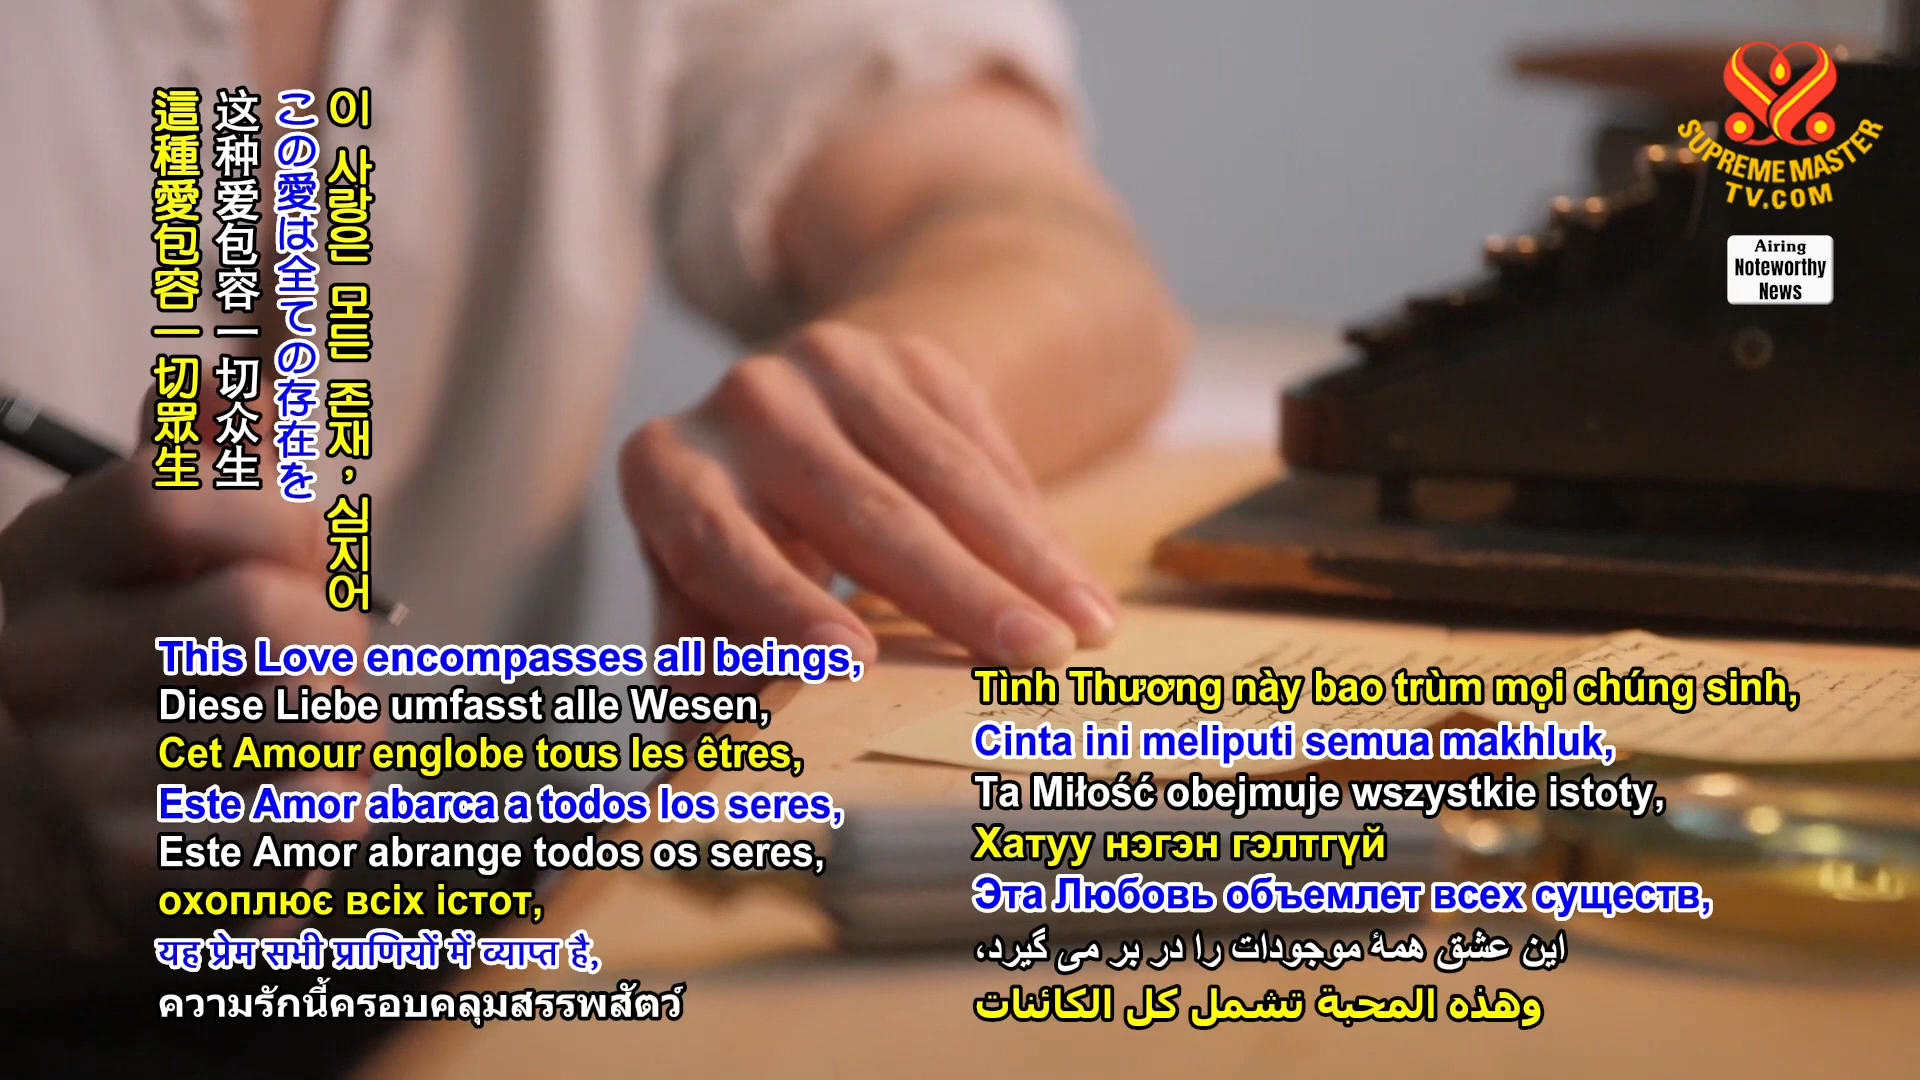 這種愛包容一切眾生
这种爱包容一切众生
この愛は全ての存在を
이 사랑은 모든 존재, 심지어
SUPREME MASTER
TV.COM
Airing
Noteworthy
News
This Love encompasses all beings,
Diese Liebe umfasst alle Wesen,
Cet Amour englobe tous les êtres,
Este Amor abarca a todos los seres,
Este Amor abrange todos os seres,
охоплює всіх істот,
यह प्रेम सभी प्राणियों में व्याप्त है,
ความรักนี้ครอบคลุมสรรพสัตว์
Tình Thương này bao trùm mọi chúng sinh,
Cinta ini meliputi semua makhluk,
Ta Miłość obejmuje wszystkie istoty,
Хатуу нэгэн гэлтгүй
Эта Любовь объемлет всех существ,
این عشق همهٔ موجودات را در بر می گیرد،
وهذه المحبة تشمل كل الكائنات